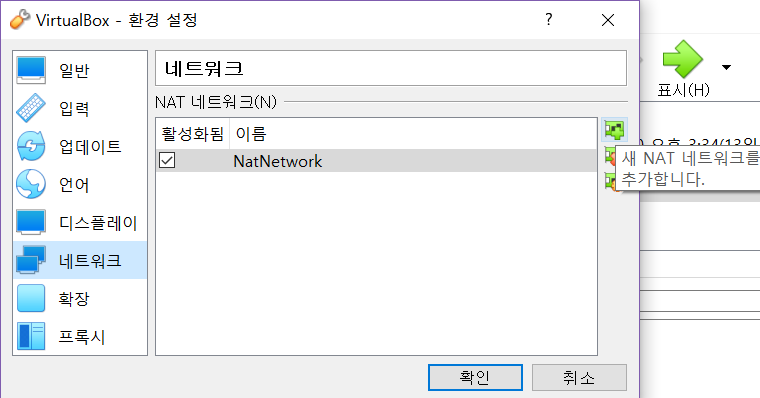 VirtualBox - 환경 설정
?
일반
입력
업데이트
언어
디스플레이
네트워크
확장
프록시
네트워크
NAT 네트워크(N)
활성화됨 이름
NatNetwork
확인
취소
표시(H)
오후 3:34(13일
새 NAT 네트워크를
추가합니다.